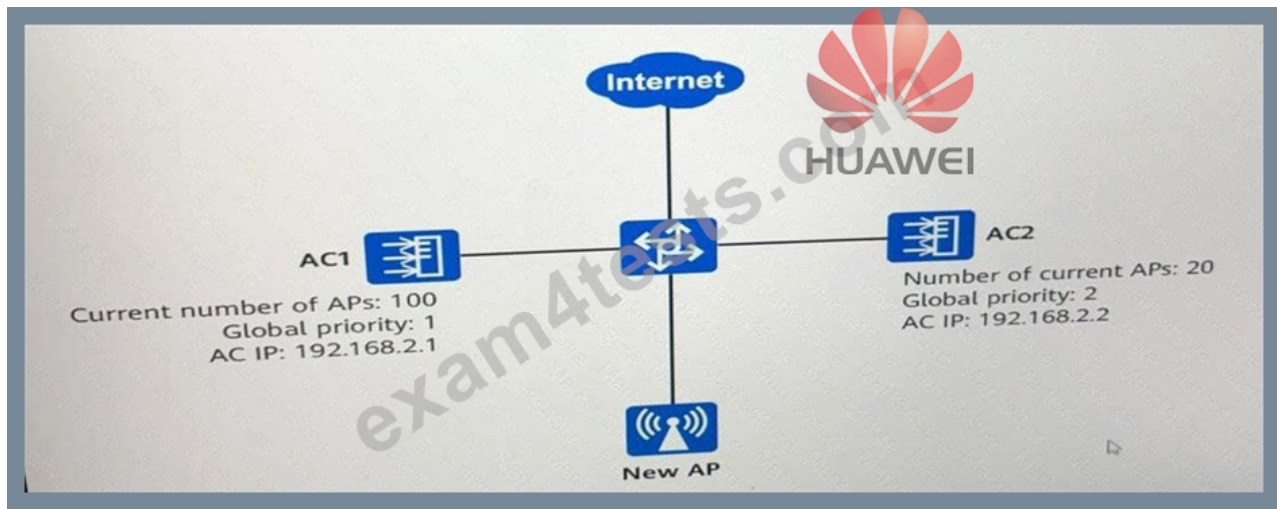 Internet
HUAWEI
exam4tests.com
AC1
Current number of APs: 100
Global priority: 1
AC IP: 192.168.2.1
AC2
Number of current APs: 20
Global priority: 2
AC IP: 192.168.2.2
New AP